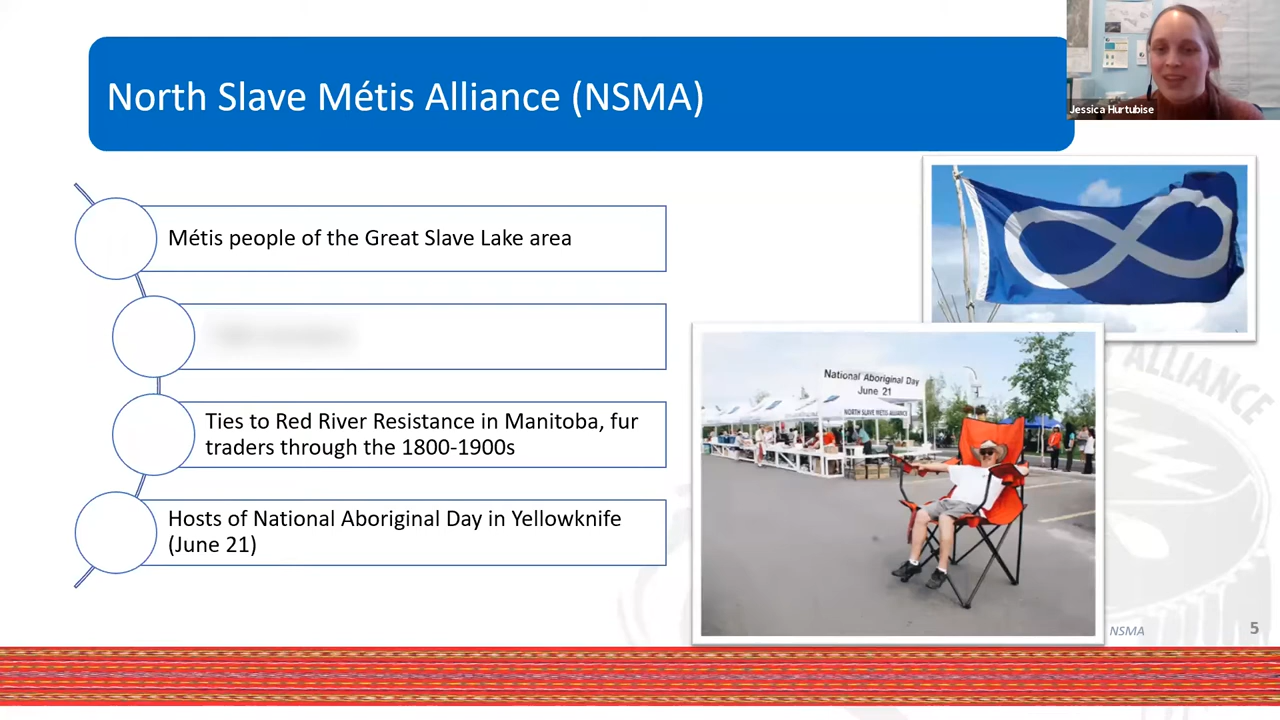 North Slave Métis Alliance (NSMA)
Jessica Hurtubise
Métis people of the Great Slave Lake area
Ties to Red River Resistance in Manitoba, fur
traders through the 1800-1900s
Hosts of National Aboriginal Day in Yellowknife
(June 21)
National Aboriginal Day
June 21
NORTH SLAVE MÉTIS ALLIANCE
ALLIANCE
NSMA
5